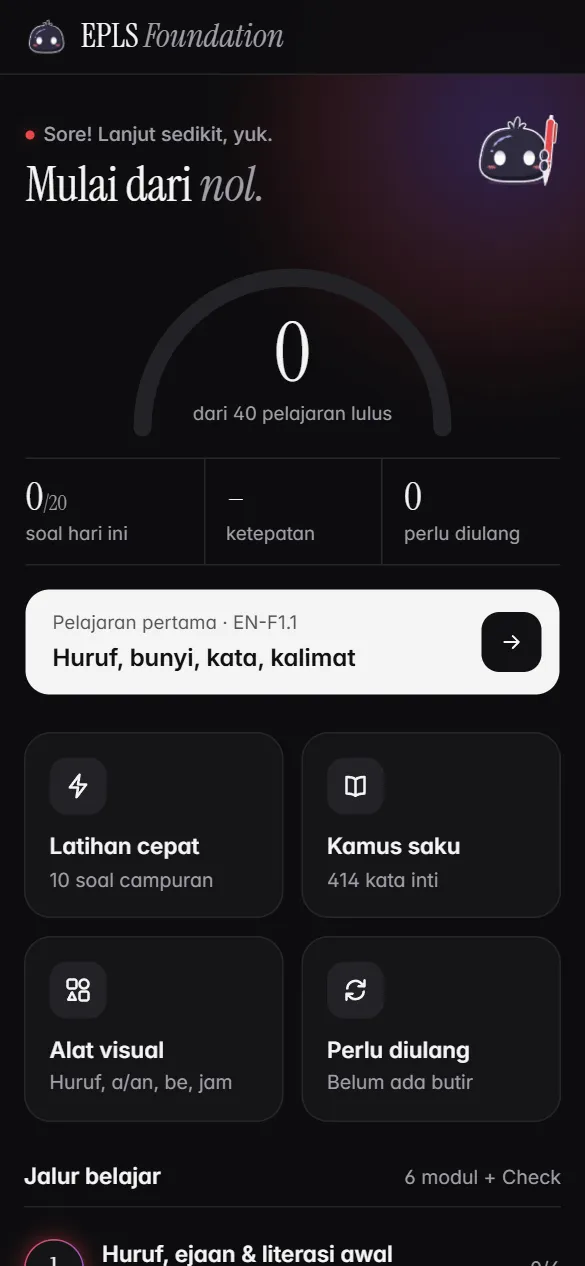 EPLS Foundation
Sore! Lanjut sedikit, yuk.
Mulai dari nol.
0
dari 40 pelajaran lulus
0/20
soal hari ini
–
ketepatan
0
perlu diulang
Pelajaran pertama · EN-F1.1
Huruf, bunyi, kata, kalimat
Latihan cepat
10 soal campuran
Kamus saku
414 kata inti
Alat visual
Huruf, a/an, be, jam
Perlu diulang
Belum ada butir
Jalur belajar
6 modul + Check
1
Huruf, ejaan & literasi awal